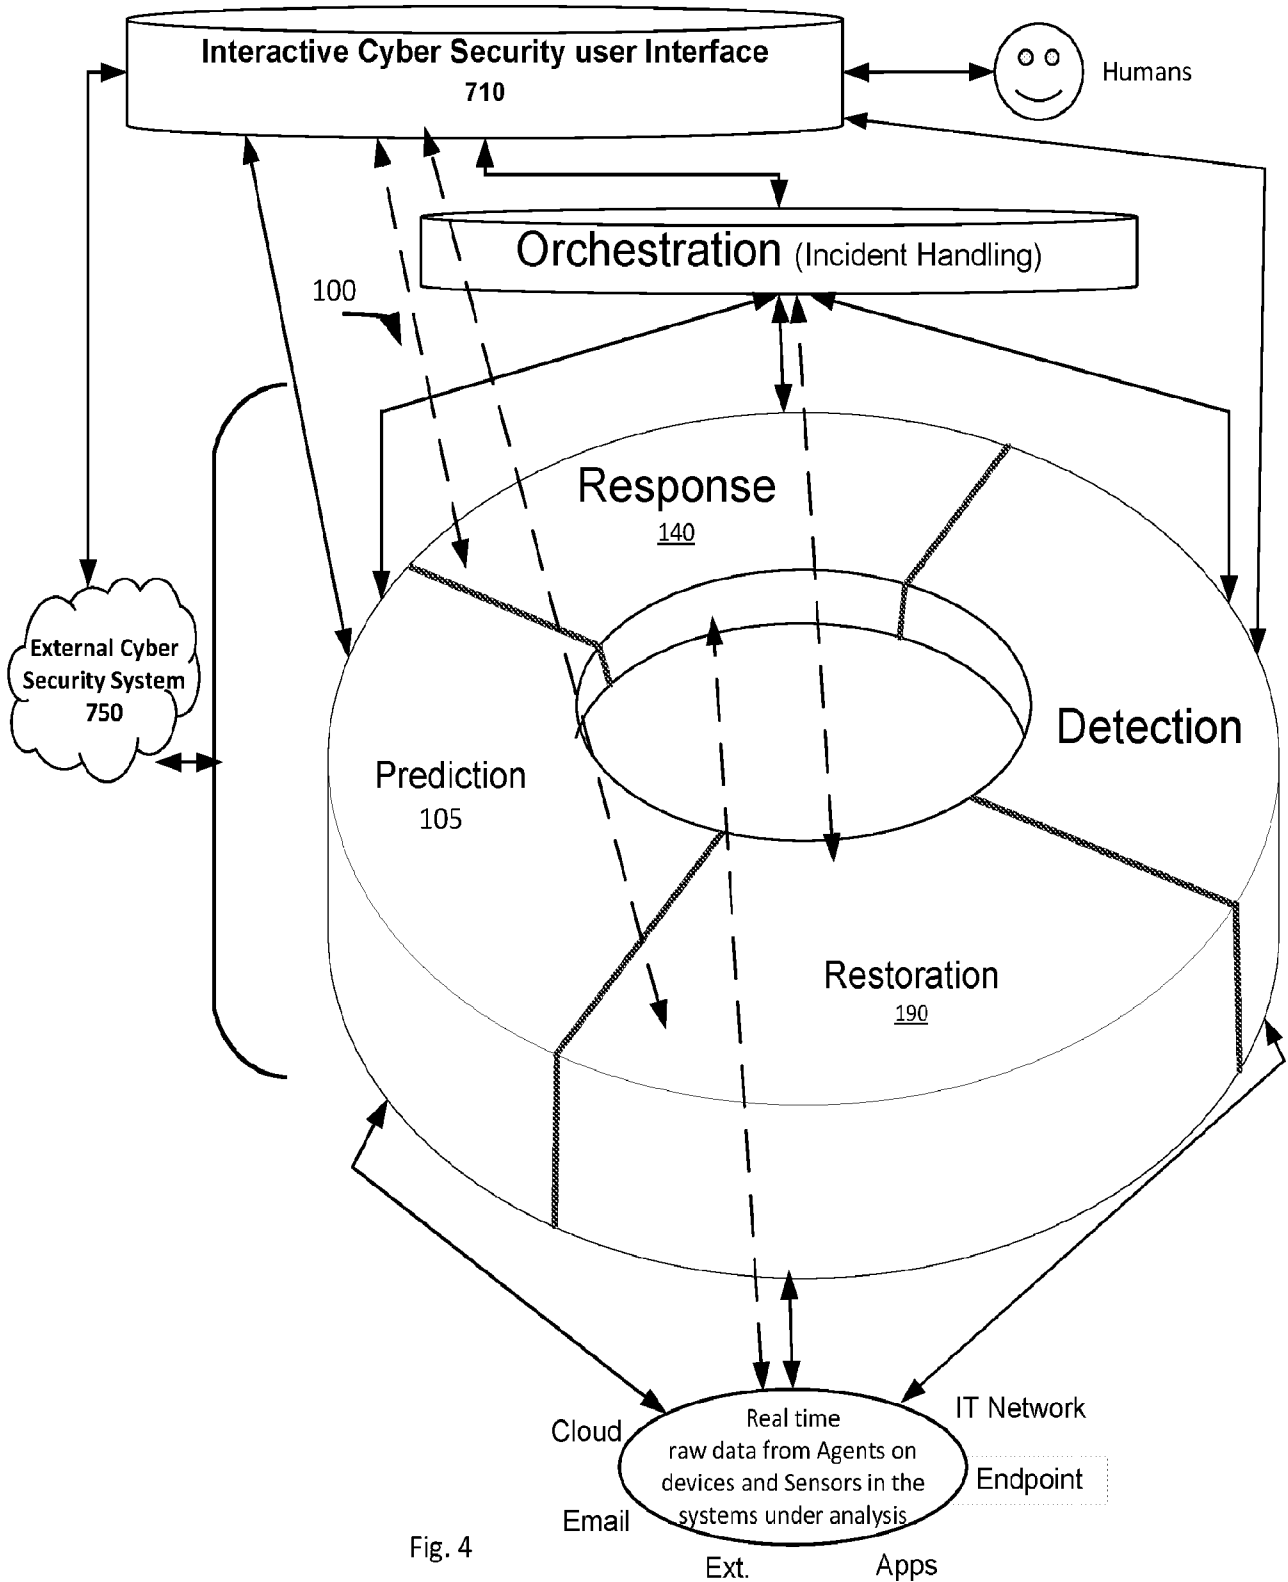 Interactive Cyber Security user Interface
710
Humans
Orchestration (Incident Handling)
100
Response
140
External Cyber
Security System
750
Detection
Prediction
105
Restoration
190
Real time
raw data from Agents on
devices and Sensors in the
systems under analysis
Cloud
IT Network
Endpoint
Email
Ext.
Apps
Fig. 4